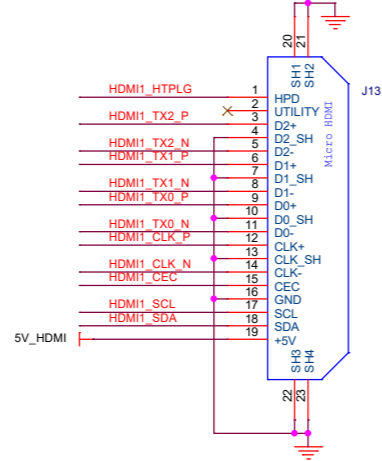 20
21
SH1
SH2
J13
Micro HDMI
HDMI1_HTPLG 1 HPD
2 UTILITY
HDMI1_TX2_P 3 D2+
4 D2_SH
HDMI1_TX2_N 5 D2-
HDMI1_TX1_P 6 D1+
7 D1_SH
HDMI1_TX1_N 8 D1-
HDMI1_TX0_P 9 D0+
10 D0_SH
HDMI1_TX0_N 11 D0-
HDMI1_CLK_P 12 CLK+
13 CLK_SH
HDMI1_CLK_N 14 CLK-
HDMI1_CEC 15 CEC
16 GND
HDMI1_SCL 17 SCL
HDMI1_SDA 18 SDA
5V_HDMI 19 +5V
SH3
SH4
22
23